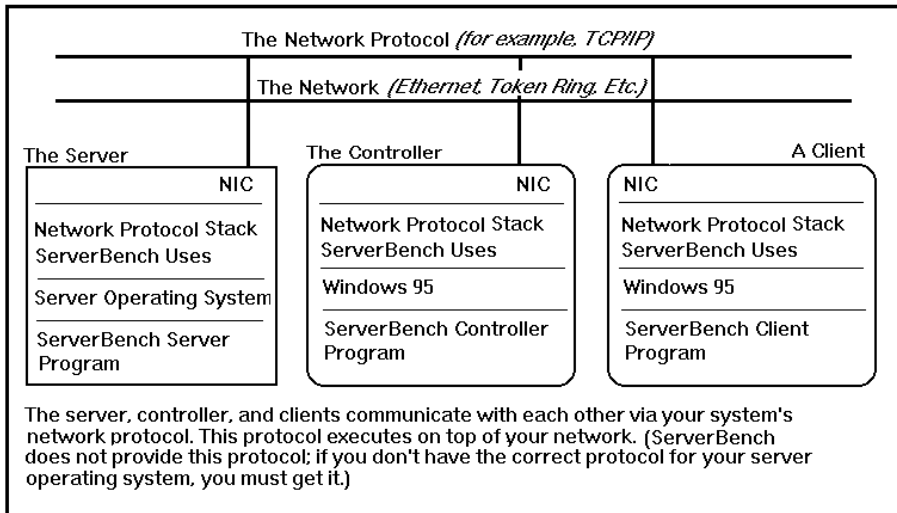 The Network Protocol (for example, TCP/IP)
The Network (Ethernet, Token Ring, Etc.)
The Server
NIC
Network Protocol Stack
ServerBench Uses
Server Operating System
ServerBench Server
Program
The Controller
NIC
Network Protocol Stack
ServerBench Uses
Windows 95
ServerBench Controller
Program
A Client
NIC
Network Protocol Stack
ServerBench Uses
Windows 95
ServerBench Client
Program
The server, controller, and clients communicate with each other via your system's
network protocol. This protocol executes on top of your network. (ServerBench
does not provide this protocol; if you don't have the correct protocol for your server
operating system, you must get it.)